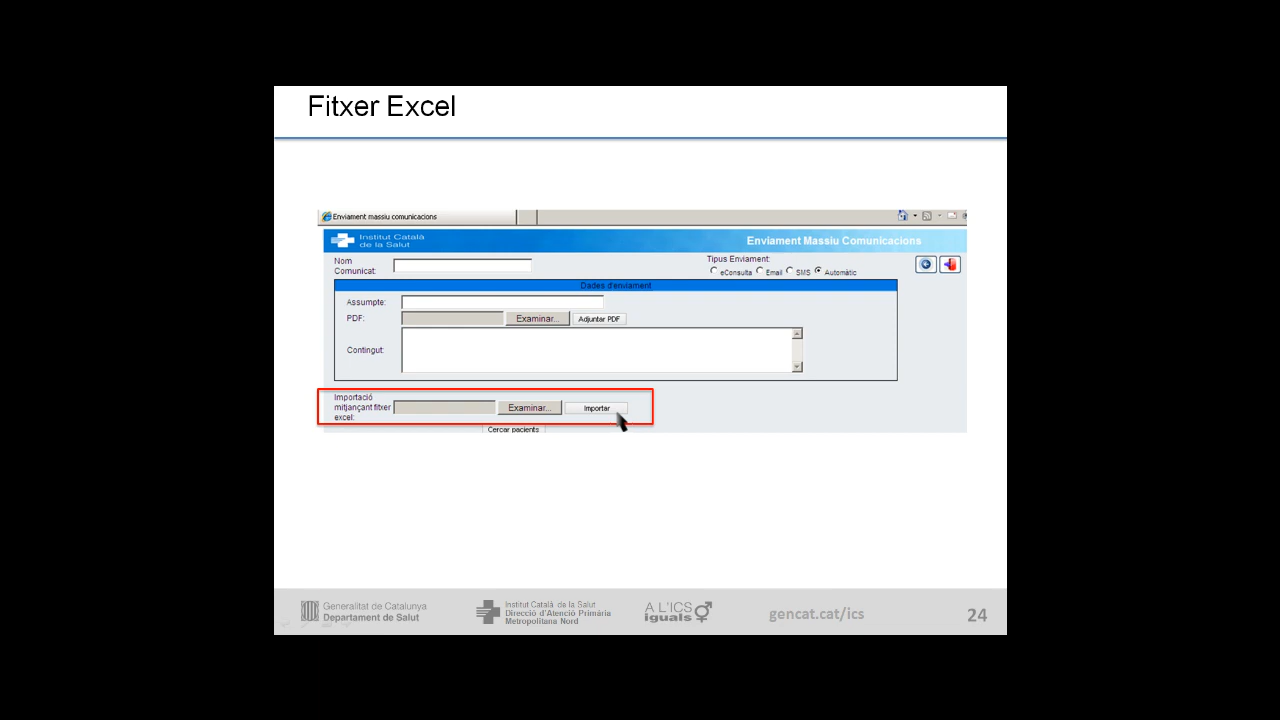 Fitxer Excel
Enviament massiu comunicacions
Institut Català
de la Salut
Enviament Massiu Comunicacions
Nom
Comunicat:
Tipus Enviament:
eConsulta Email SMS Automàtic
Dades d'enviament
Assumpte:
PDF: Examinar... Adjuntar PDF
Contingut:
Importació
mitjançant fitxer
excel:
Examinar... Importar
Cercar pacients
Generalitat de Catalunya
Departament de Salut
Institut Català de la Salut
Direcció d'Atenció Primària
Metropolitana Nord
A L'ICS
iguals
gencat.cat/ics
24